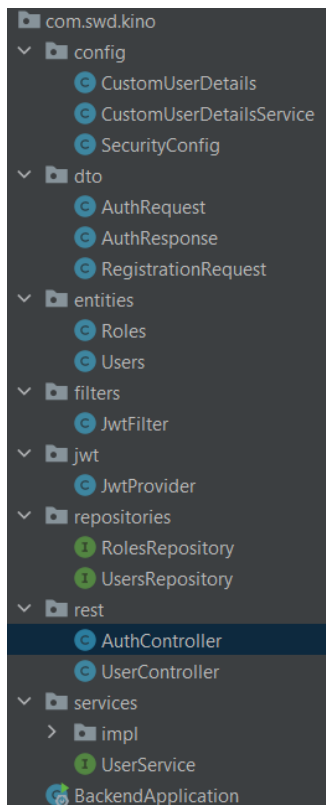 com.swd.kino
config
C CustomUserDetails
C CustomUserDetailsService
C SecurityConfig
dto
C AuthRequest
C AuthResponse
C RegistrationRequest
entities
C Roles
C Users
filters
C JwtFilter
jwt
C JwtProvider
repositories
I RolesRepository
I UsersRepository
rest
C AuthController
C UserController
services
impl
I UserService
BackendApplication